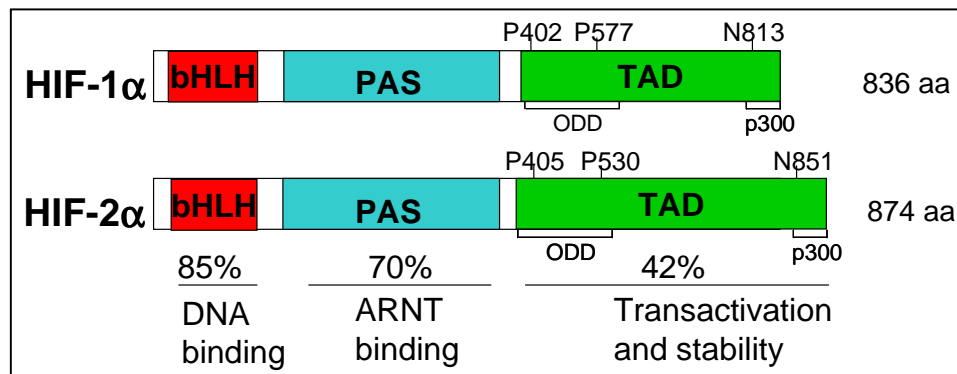 P402 P577 N813
HIF-1α bHLH PAS TAD 836 aa
ODD p300
P405 P530 N851
HIF-2α bHLH PAS TAD 874 aa
ODD p300
85% 70% 42%
DNA ARNT Transactivation
binding binding and stability